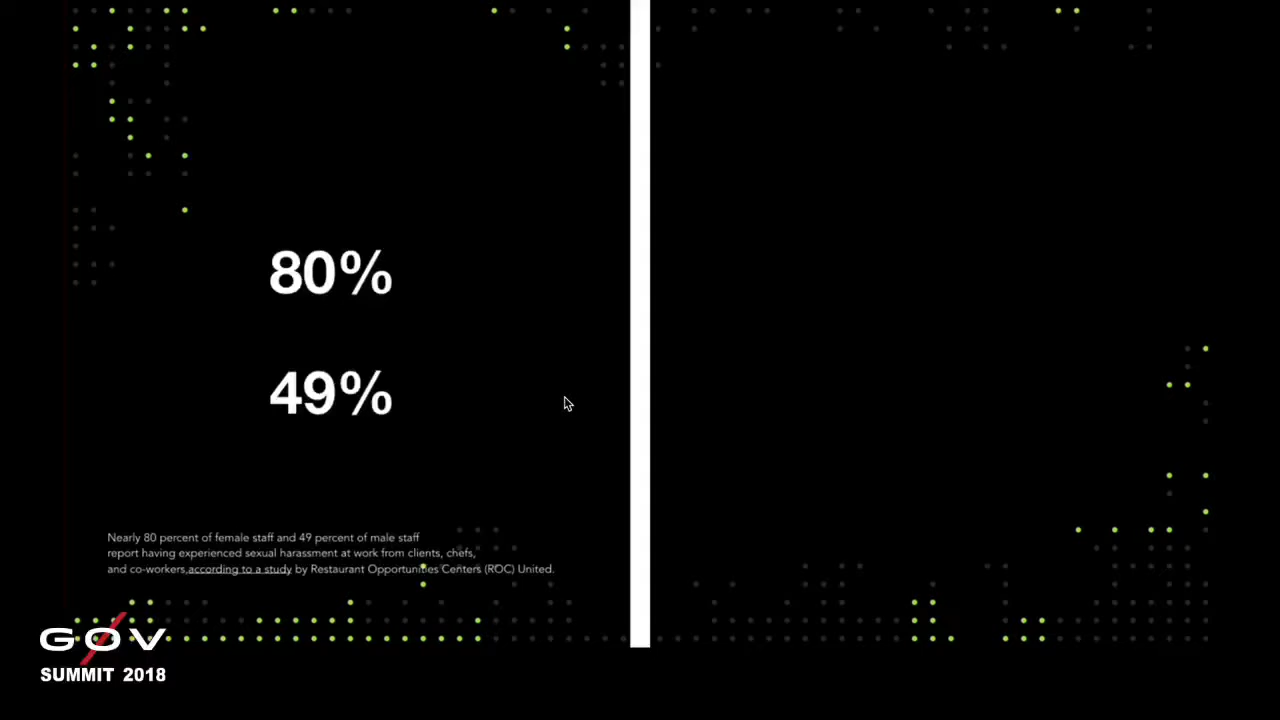 80%
49%
Nearly 80 percent of female staff and 49 percent of male staff
report having experienced sexual harassment at work from clients, chefs,
and co-workers,according to a study by Restaurant Opportunities Centers (ROC) United.
GØV
SUMMIT 2018